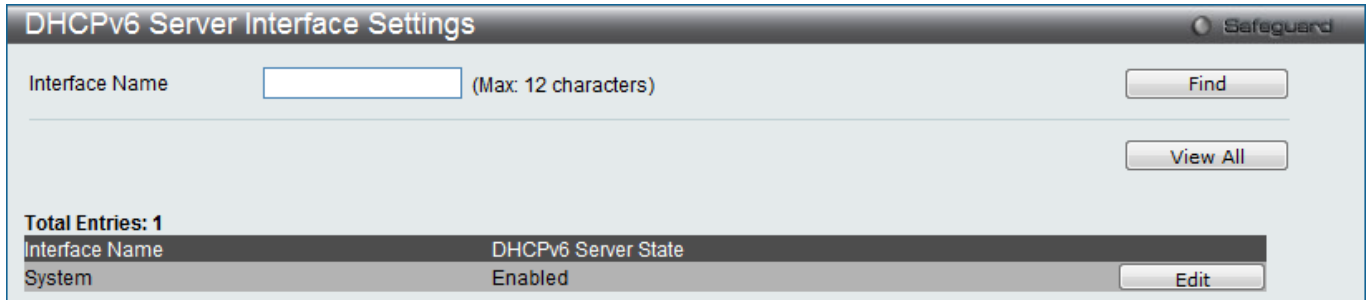 DHCPv6 Server Interface Settings Safeguard
Interface Name (Max: 12 characters) Find
View All
Total Entries: 1
Interface Name DHCPv6 Server State
System Enabled Edit